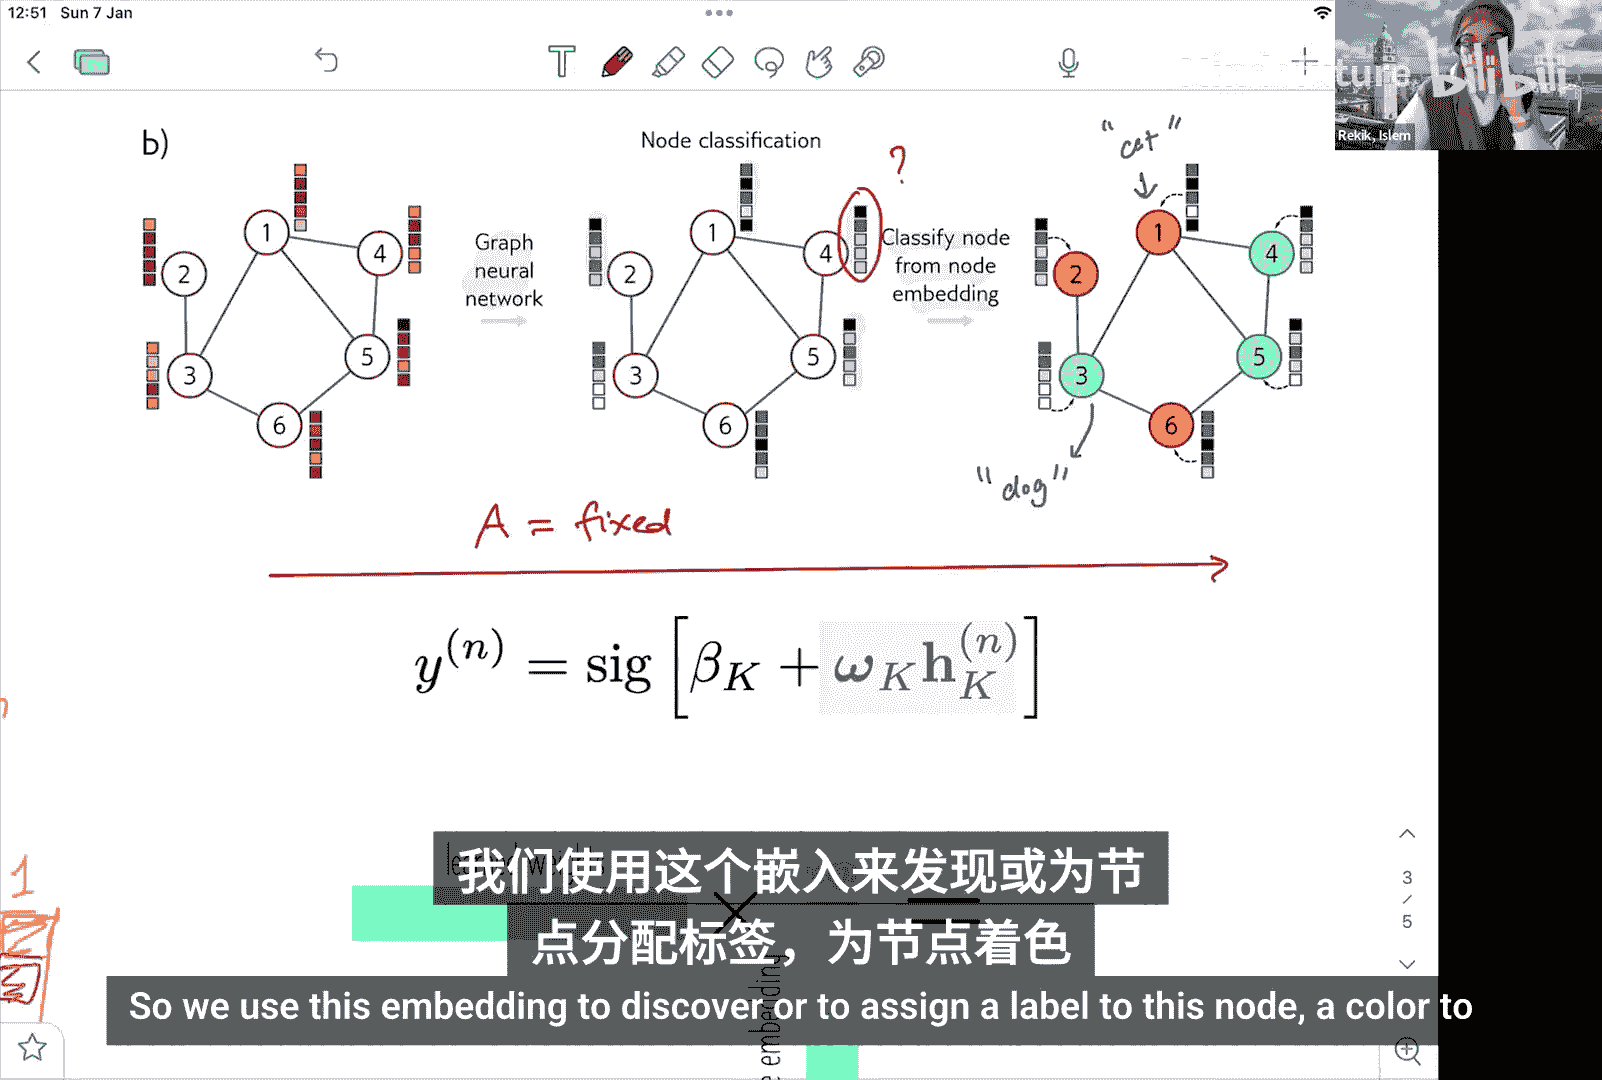 12:51 Sun 7 Jan
bilibili
Rekik, Islem
b)
Node classification
?
"cat"
1
2
3
4
5
6
Graph
neural
network
1
2
3
4
5
6
Classify node
from node
embedding
1
2
3
4
5
6
"dog"
A = fixed
y^{(n)} = sig [β_K + ω_K h_K^{(n)}]
1
3
5
我们使用这个嵌入来发现或为节
点分配标签，为节点着色
So we use this embedding to discover or to assign a label to this node, a color to
embedding